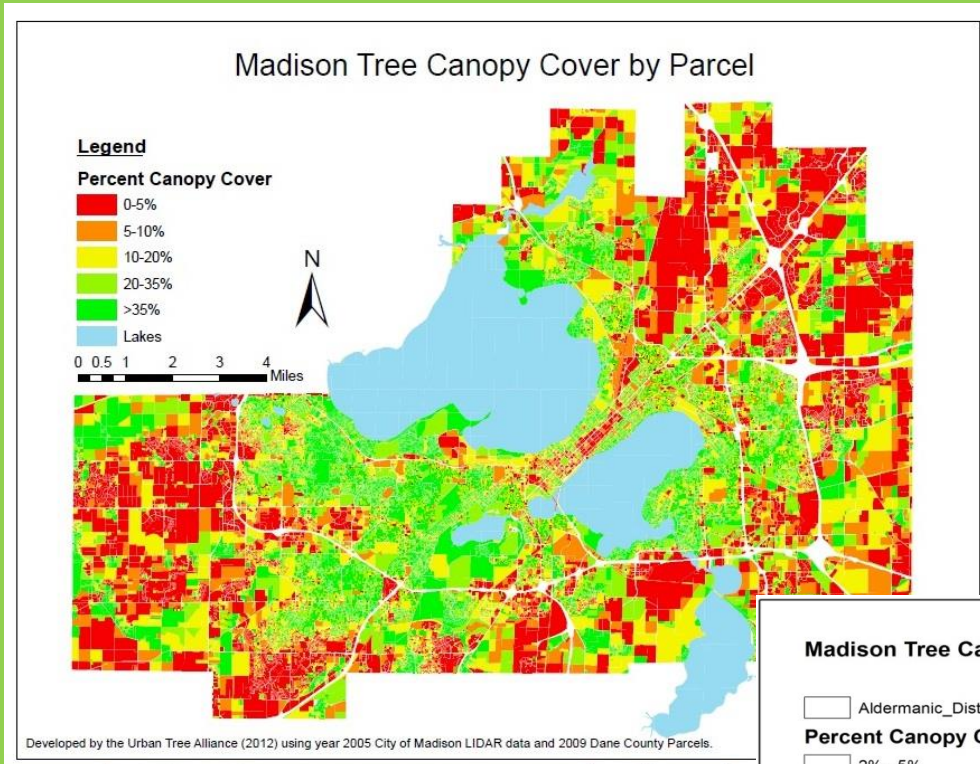 Madison Tree Canopy Cover by Parcel
Legend
Percent Canopy Cover
0-5%
5-10%
10-20%
20-35%
>35%
Lakes
N
0 0.5 1 2 3 4
Miles
Developed by the Urban Tree Alliance (2012) using year 2005 City of Madison LIDAR data and 2009 Dane County Parcels.
Madison Tree Ca
Aldermanic_Dist
Percent Canopy C